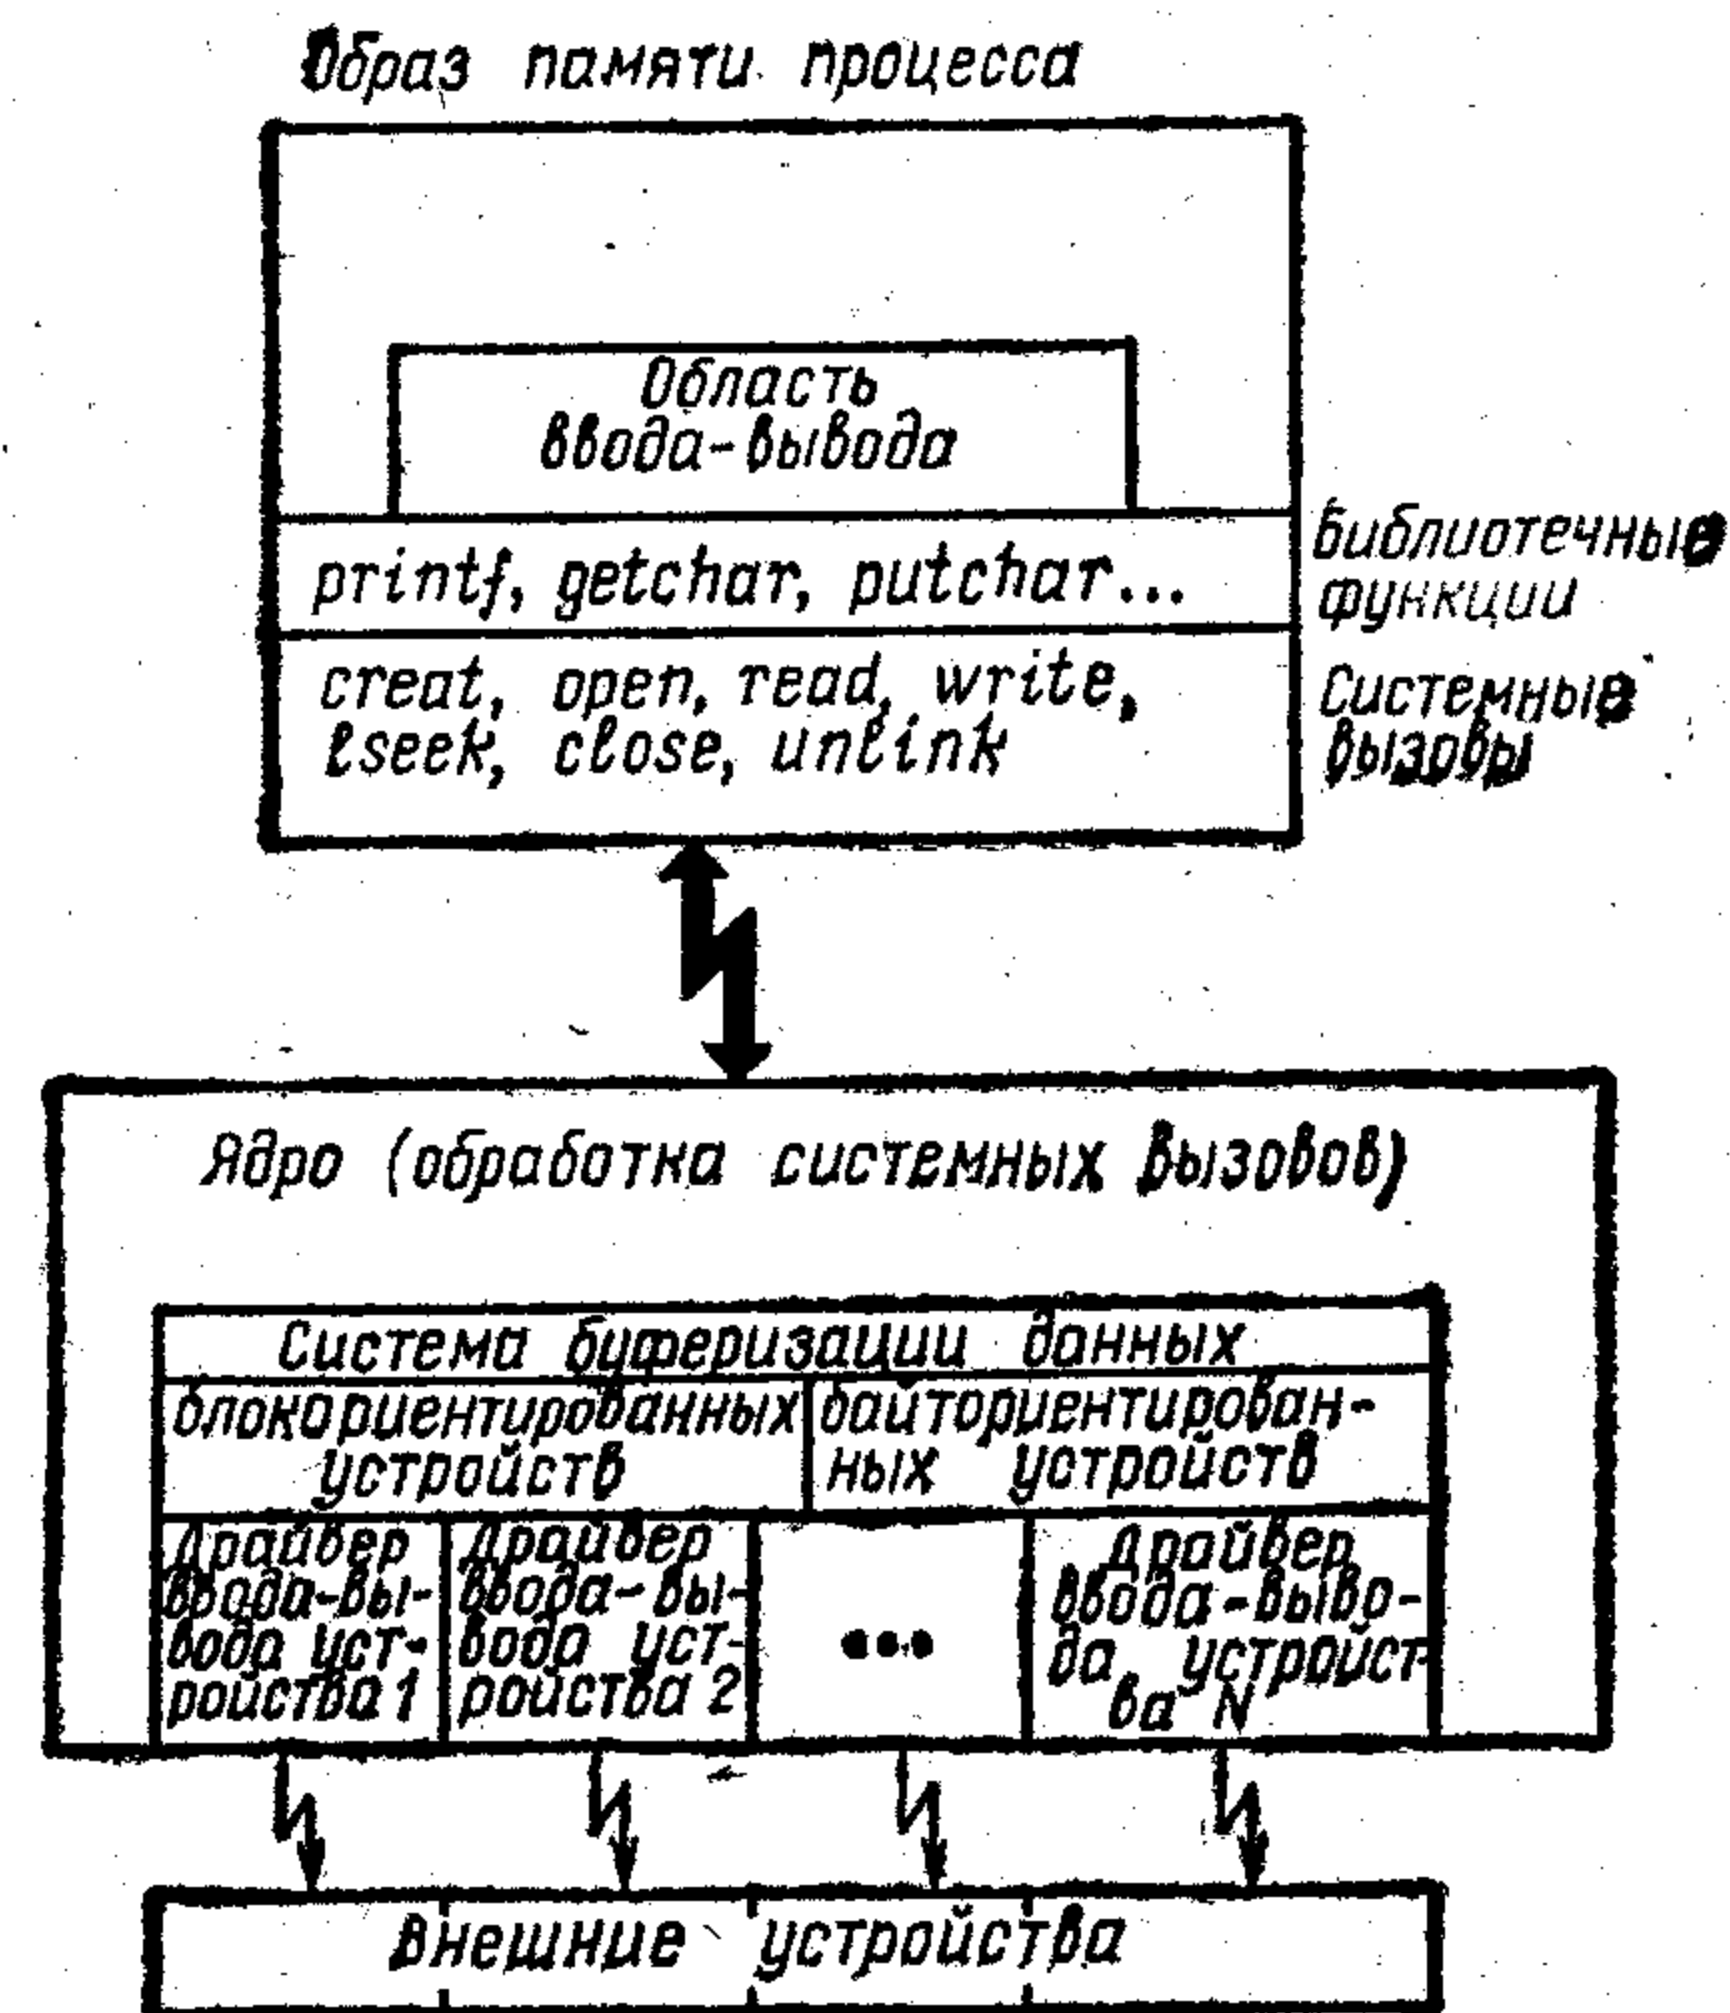 Образ памяти процесса
Область
ввода-вывода
printf, getchar, putchar...
Библиотечные
функции
creat, open, read, write,
lseek, close, unlink
Системные
вызовы
Ядро (обработка системных вызовов)
Система буферизации данных
блокориентированных
устройств
байториентирован-
ных устройств
Драйвер
ввода-вы-
вода уст-
ройства 1
Драйвер
ввода-вы-
вода уст-
ройства 2
...
Драйвер
ввода-выво-
да устройст-
ва N
Внешние устройства